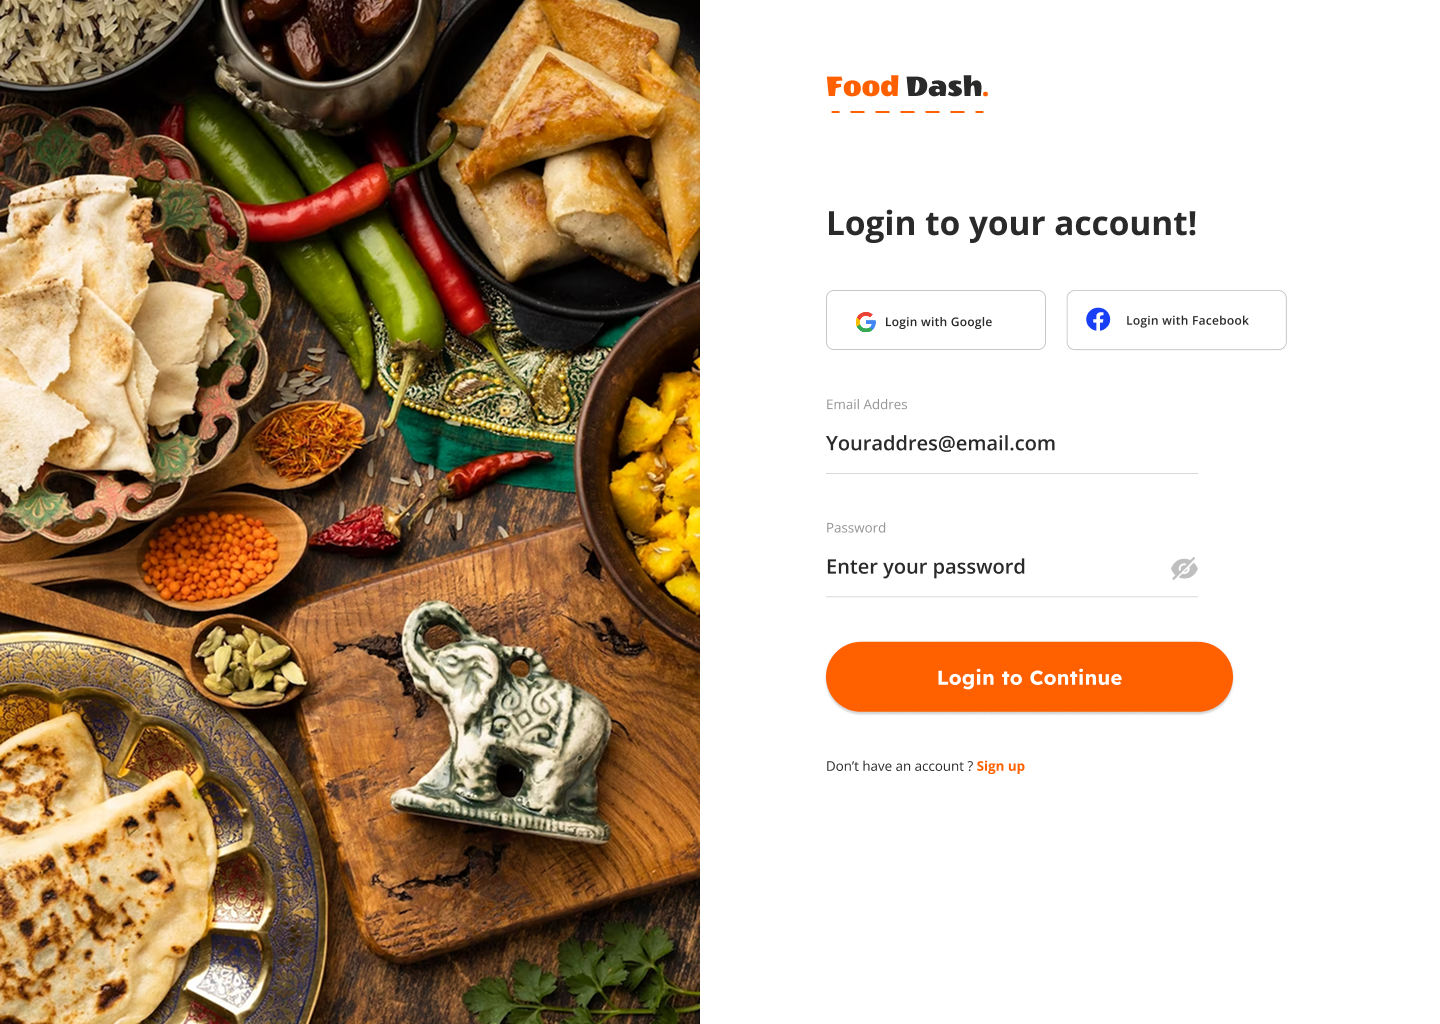 Food Dash.
Login to your account!
Login with Google
Login with Facebook
Email Addres
Youraddres@email.com
Password
Enter your password
Login to Continue
Don't have an account ? Sign up